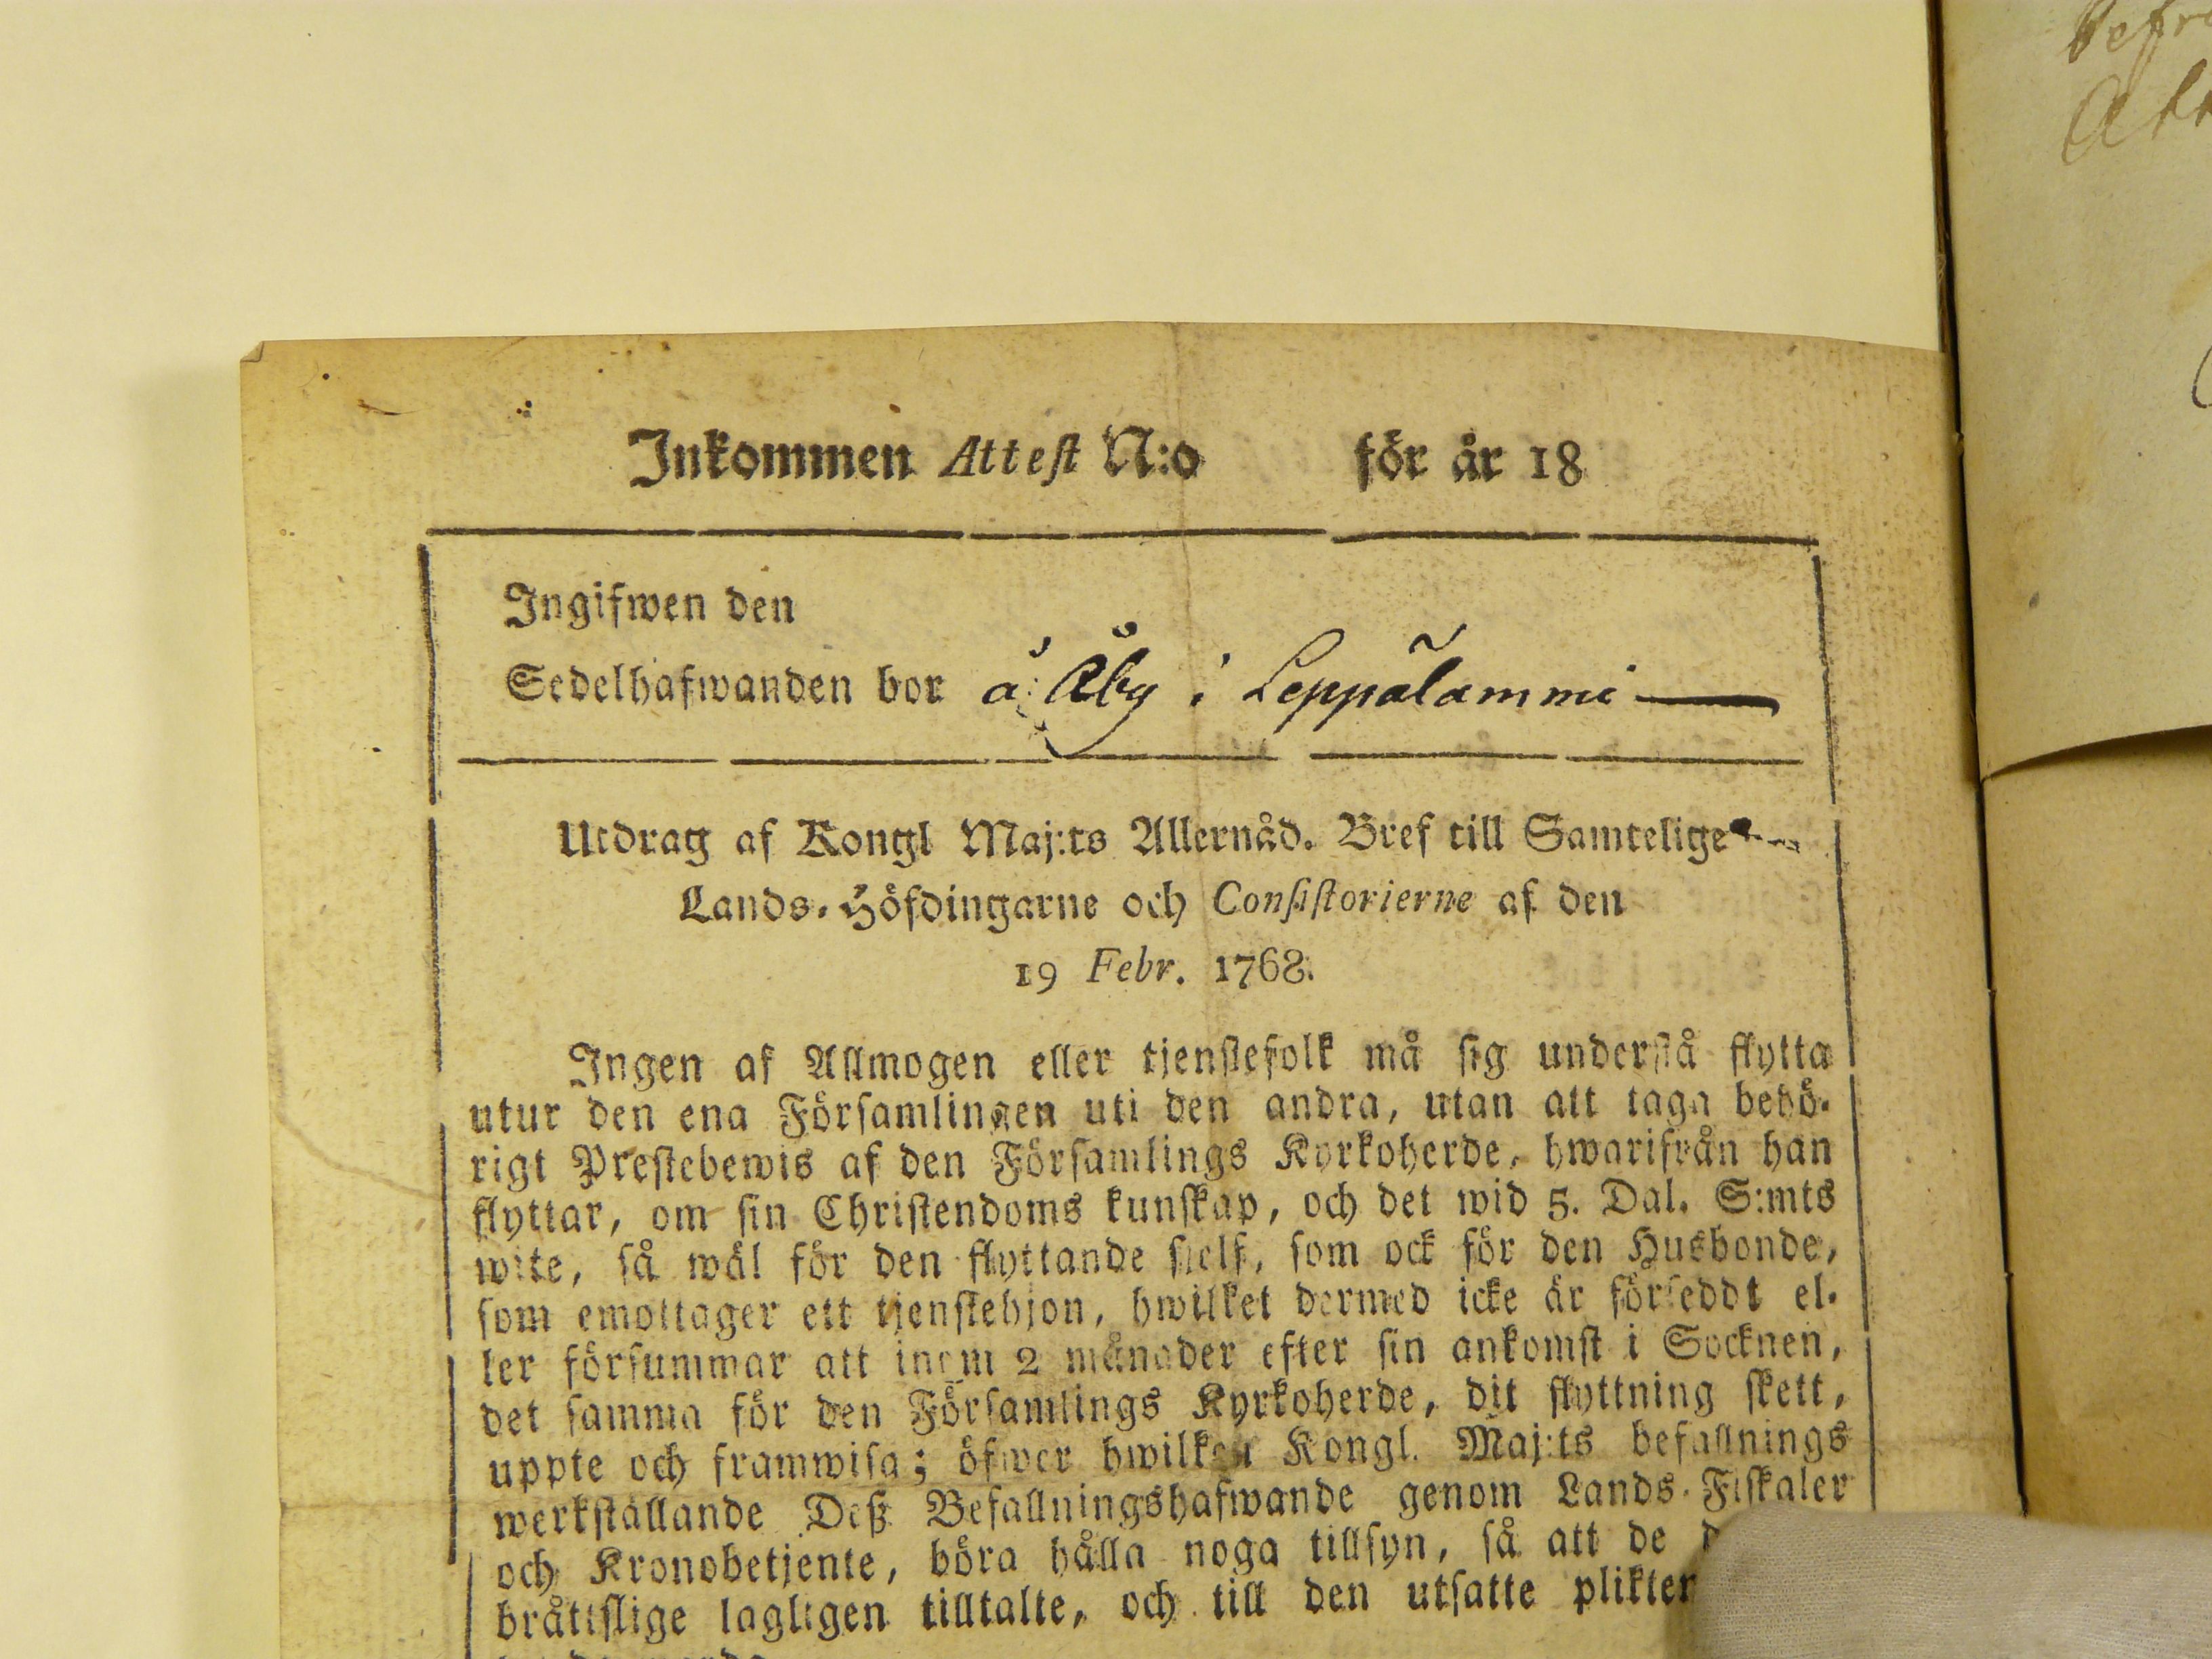 Inkommen Attest N:o för år 18
Ingifwen den
Sedelhafwanden bor å Åby i Leppälammi
Utdrag af Kongl Maj:ts Allernåd. Bref till Samtelige
Lands-Höfdingarne och Consistorierne af den
19 Febr. 1768.
Ingen af Allmogen eller tjenstefolk må sig understå flytta
utur den ena Församlingen uti den andra, utan att taga behö-
rigt Prestebewis af den Församlings Kyrkoherde, hwarifrån han
flyttar, om sin Christendoms kunskap, och det wid 5. Dal. S:mts
wite, så wäl för den flyttande sjelf, som ock för den Husbonde,
som emottager ett tjenstehjon, hwilket dermed icke är förseddt el-
ler försummar att inom 2 månader efter sin ankomst i Socknen,
det samma för den Församlings Kyrkoherde, dit flyttning skett,
uppte och framwisa; öfwer hwilken Kongl. Maj:ts befallnings
werkställande Deß Befallningshafwande genom Lands-Fiskaler
och Kronobetjente, böra hålla noga tillsyn, så att de
bråttslige lagligen tilltalte, och till den utsatte plikten